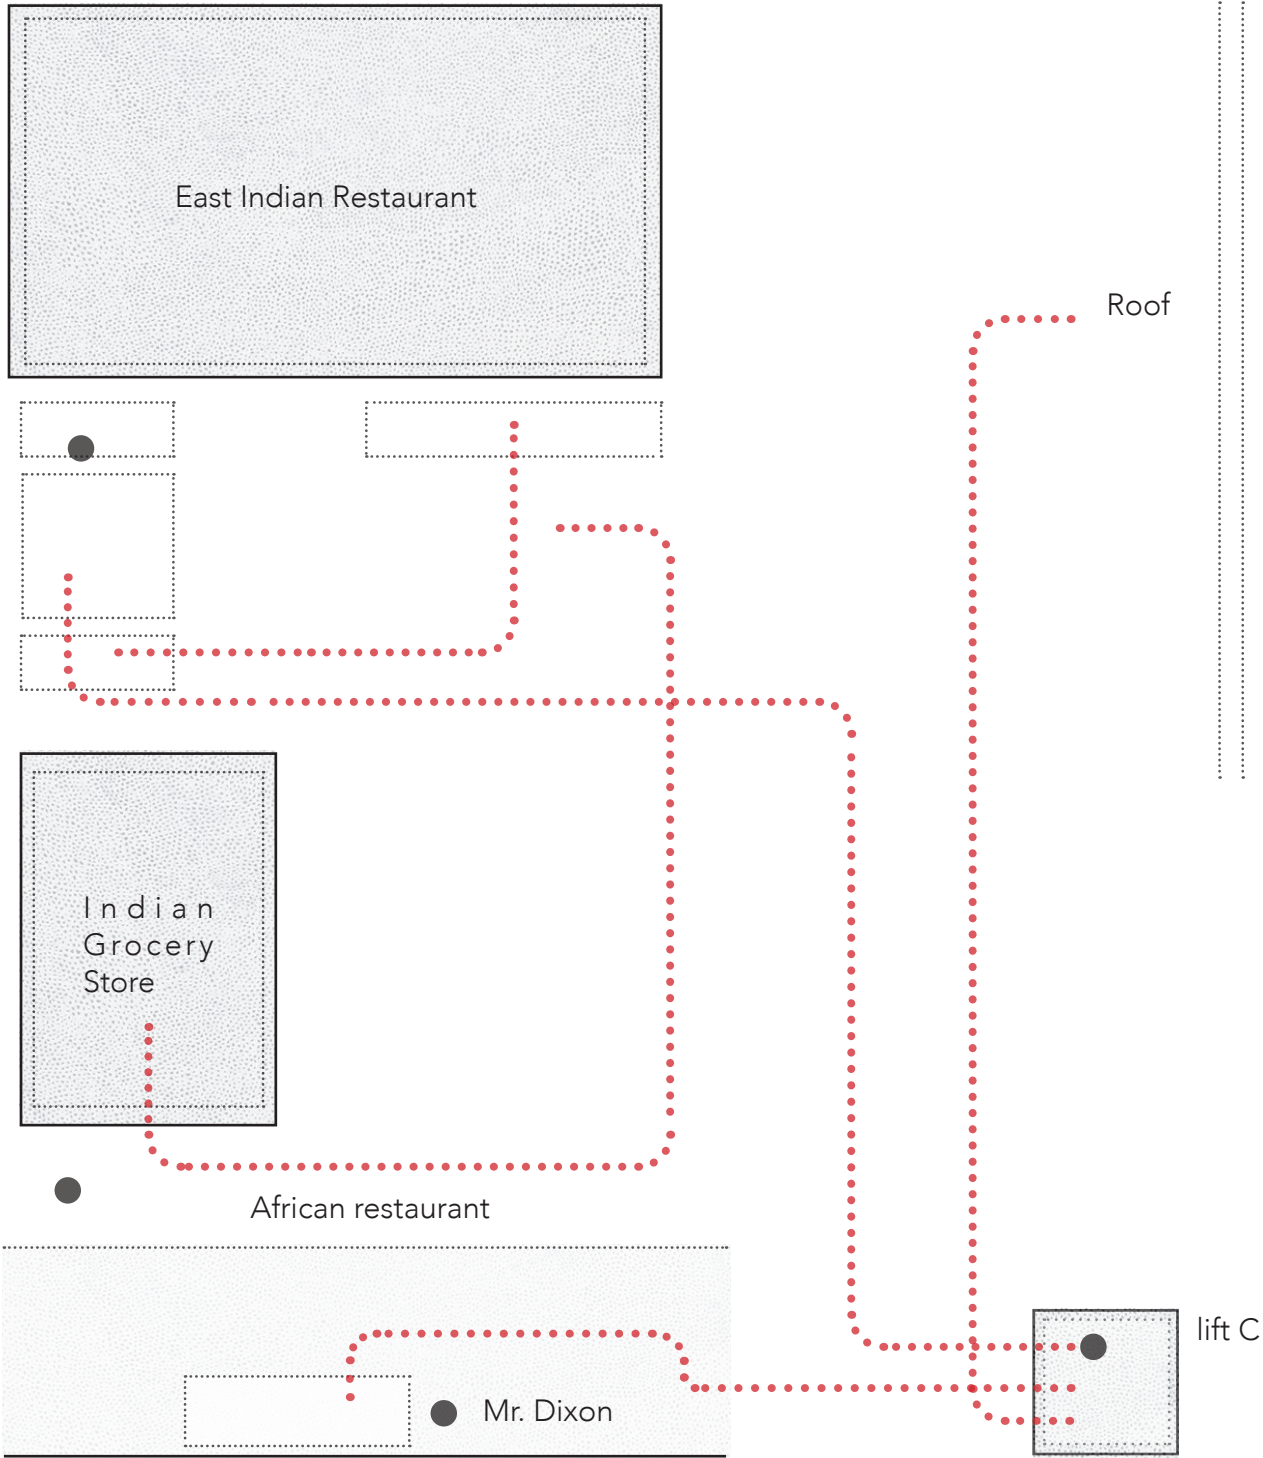 East Indian Restaurant
Roof
Indian
Grocery
Store
African restaurant
lift C
Mr. Dixon